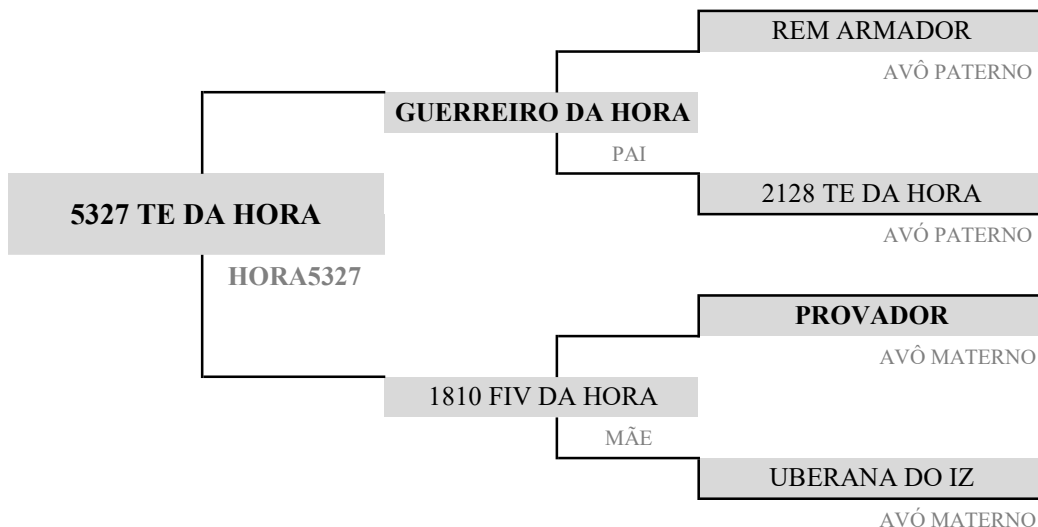 REM ARMADOR
AVÔ PATERNO
GUERREIRO DA HORA
PAI
2128 TE DA HORA
AVÓ PATERNO
5327 TE DA HORA
HORA5327
PROVADOR
AVÔ MATERNO
1810 FIV DA HORA
MÃE
UBERANA DO IZ
AVÓ MATERNO